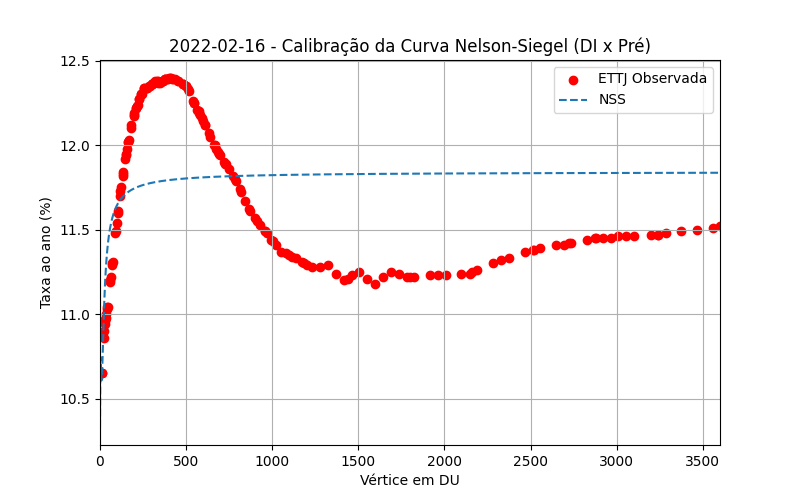 2022-02-16 - Calibração da Curva Nelson-Siegel (DI x Pré)
ETTJ Observada
NSS
Taxa ao ano (%)
12.5
12.0
11.5
11.0
10.5
0 500 1000 1500 2000 2500 3000 3500
Vértice em DU